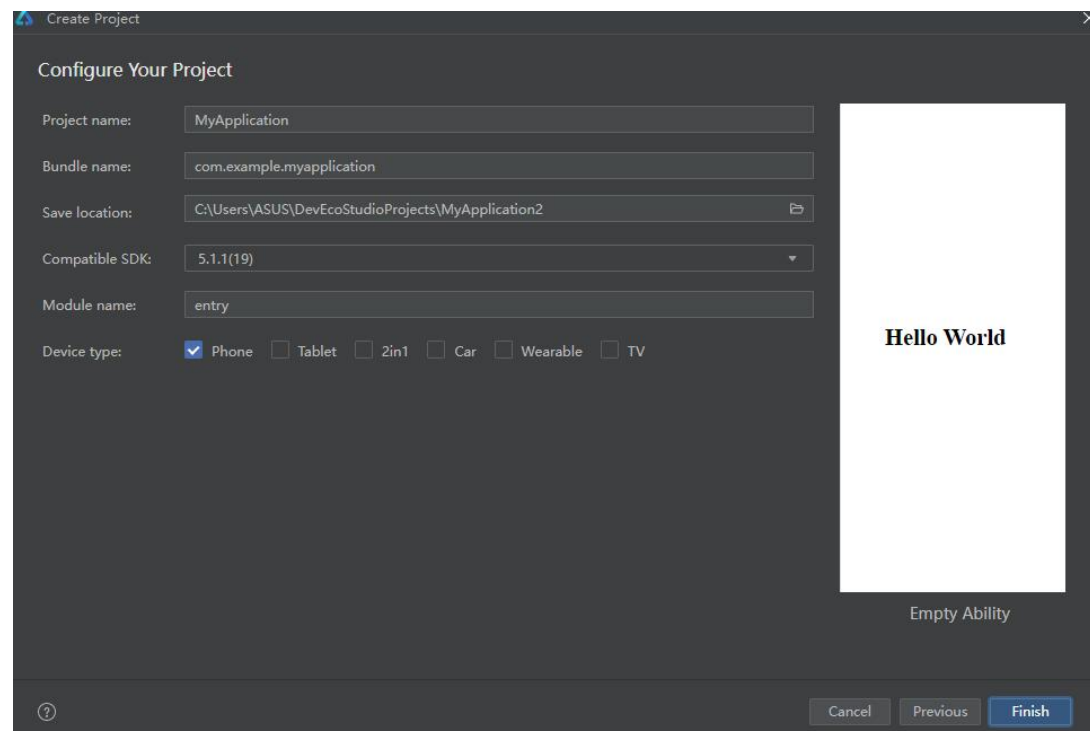 Create Project
Configure Your Project
Project name: MyApplication
Bundle name: com.example.myapplication
Save location: C:\Users\ASUS\DevEcoStudioProjects\MyApplication2
Compatible SDK: 5.1.1(19)
Module name: entry
Device type: Phone Tablet 2in1 Car Wearable TV
Hello World
Empty Ability
? Cancel Previous Finish